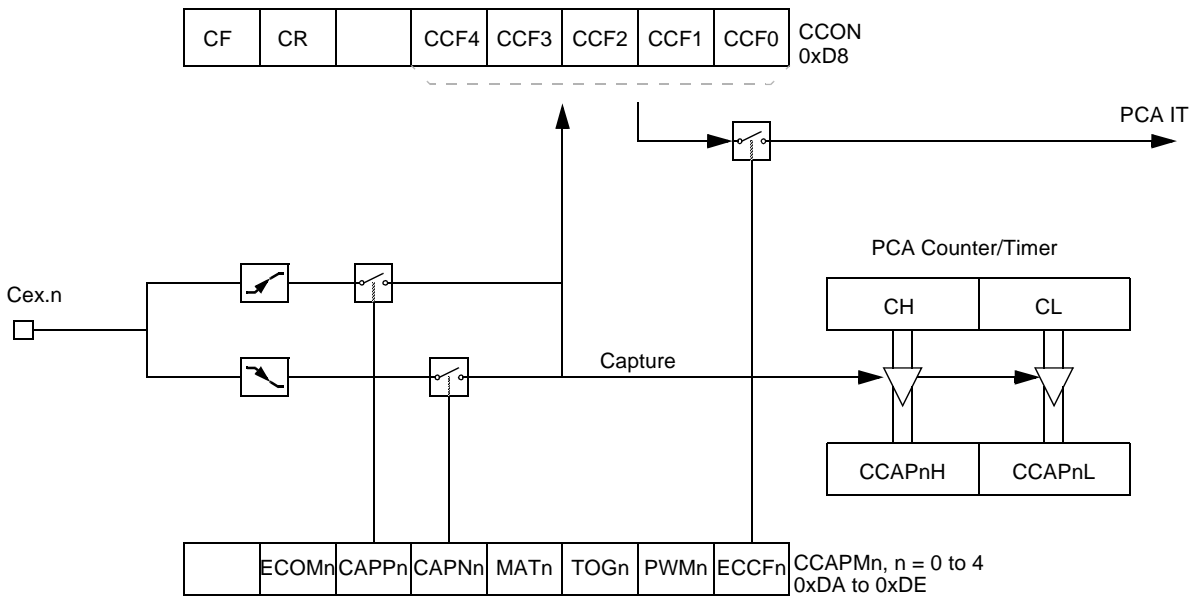 CF CR CCF4 CCF3 CCF2 CCF1 CCF0 CCON
0xD8
PCA IT
PCA Counter/Timer
Cex.n
CH CL
Capture
CCAPnH CCAPnL
ECOMn CAPPn CAPNn MATn TOGn PWMn ECCFn CCAPMn, n = 0 to 4
0xDA to 0xDE